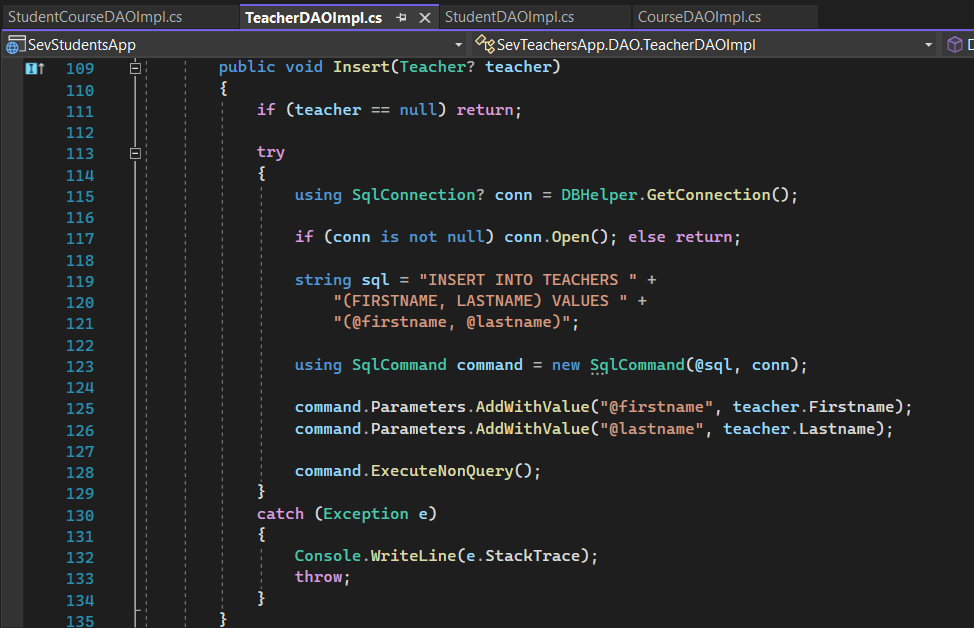 StudentCourseDAOImpl.cs TeacherDAOImpl.cs StudentDAOImpl.cs CourseDAOImpl.cs
SevStudentsApp SevTeachersApp.DAO.TeacherDAOImpl
109 public void Insert(Teacher? teacher)
110 {
111 if (teacher == null) return;
112
113 try
114 {
115 using SqlConnection? conn = DBHelper.GetConnection();
116
117 if (conn is not null) conn.Open(); else return;
118
119 string sql = "INSERT INTO TEACHERS " +
120 "(FIRSTNAME, LASTNAME) VALUES " +
121 "(@firstname, @lastname)";
122
123 using SqlCommand command = new SqlCommand(@sql, conn);
124
125 command.Parameters.AddWithValue("@firstname", teacher.Firstname);
126 command.Parameters.AddWithValue("@lastname", teacher.Lastname);
127
128 command.ExecuteNonQuery();
129 }
130 catch (Exception e)
131 {
132 Console.WriteLine(e.StackTrace);
133 throw;
134 }
135 }